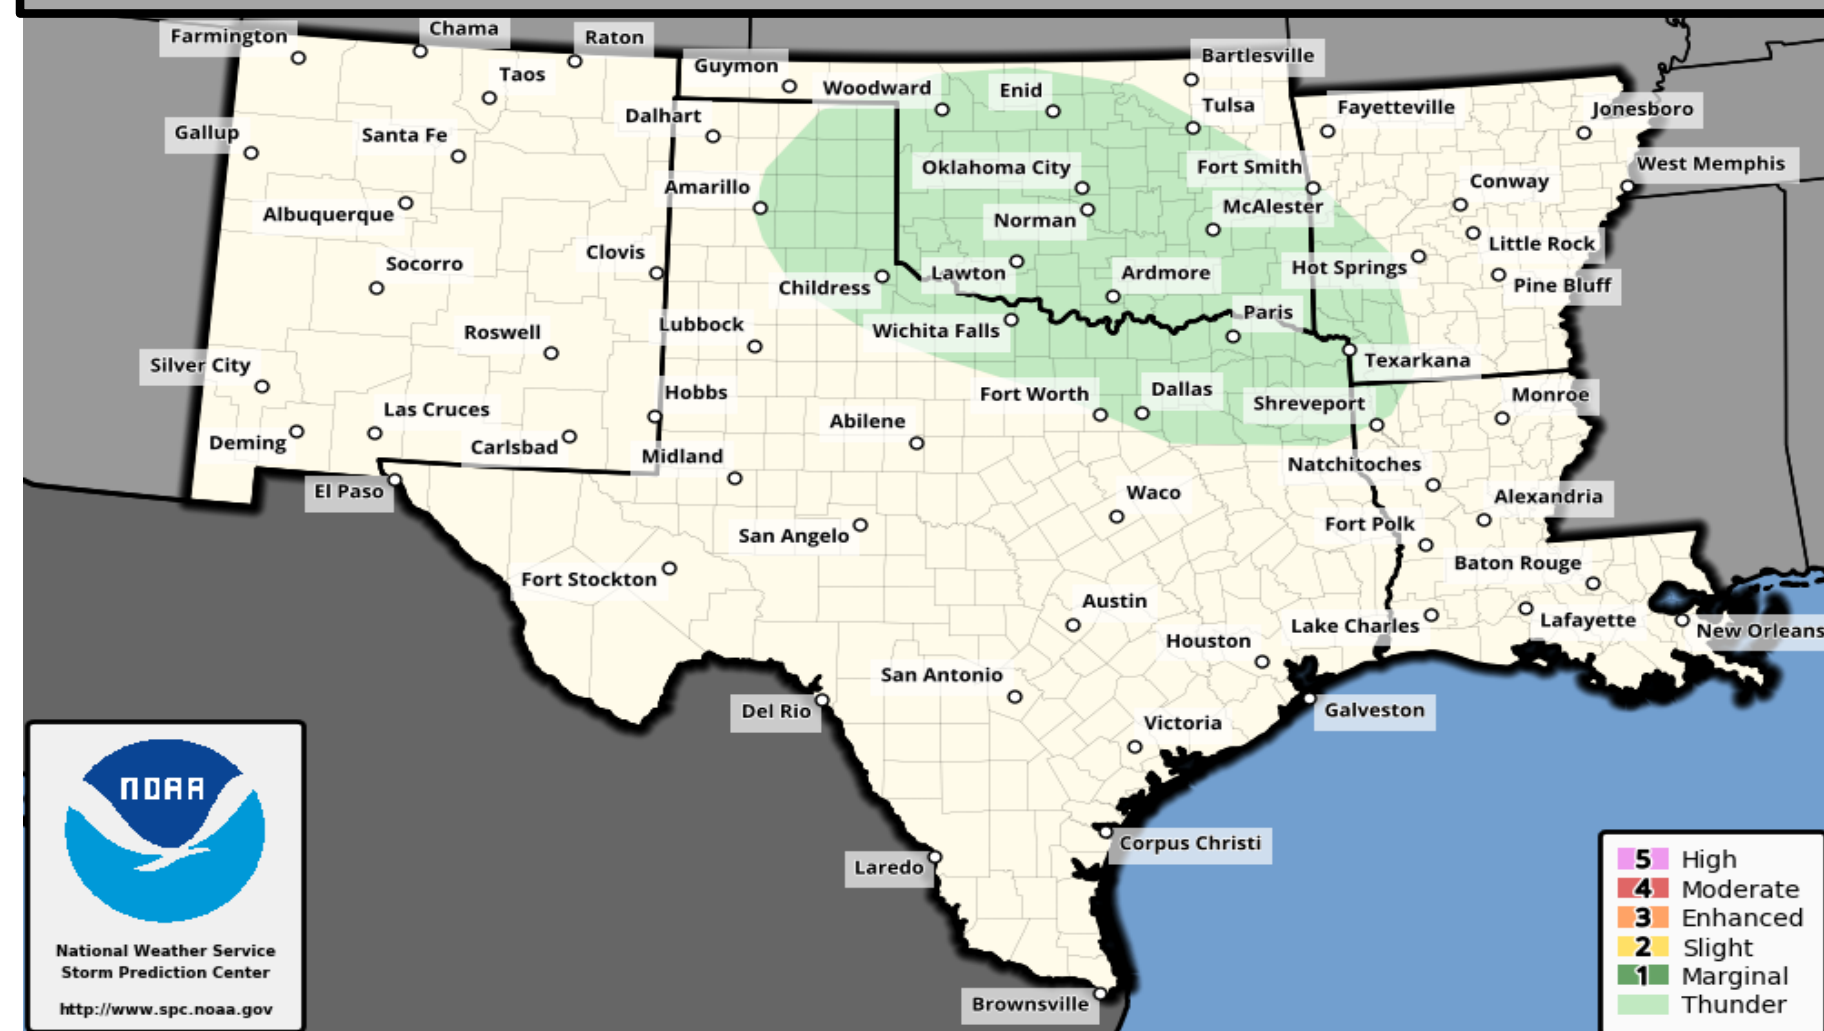 Farmington
Chama
Raton
Taos
Guymon
Bartlesville
Woodward
Enid
Tulsa
Fayetteville
Jonesboro
Dalhart
Gallup
Santa Fe
Oklahoma City
Fort Smith
West Memphis
Conway
Amarillo
Albuquerque
Norman
McAlester
Little Rock
Clovis
Socorro
Childress
Lawton
Ardmore
Hot Springs
Pine Bluff
Paris
Roswell
Lubbock
Wichita Falls
Silver City
Texarkana
Hobbs
Fort Worth
Dallas
Shreveport
Monroe
Las Cruces
Abilene
Deming
Carlsbad
Midland
Natchitoches
El Paso
Waco
Alexandria
San Angelo
Fort Polk
Baton Rouge
Fort Stockton
Austin
Lake Charles
Lafayette
New Orleans
Houston
San Antonio
Del Rio
Galveston
Victoria
Corpus Christi
Laredo
Brownsville
NOAA
National Weather Service
Storm Prediction Center
http://www.spc.noaa.gov
5 High
4 Moderate
3 Enhanced
2 Slight
1 Marginal
Thunder